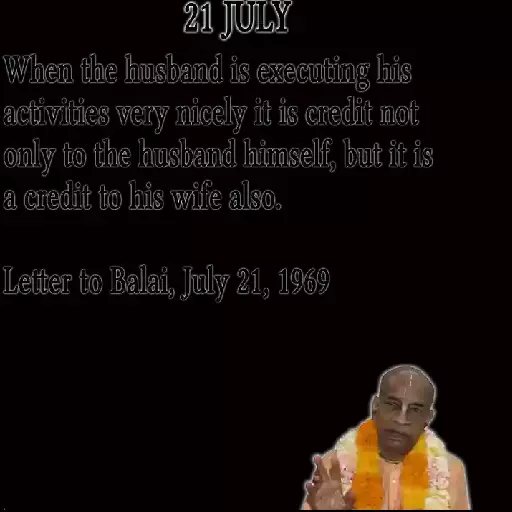 21 JULY
When the husband is executing his
activities very nicely it is credit not
only to the husband himself, but it is
a credit to his wife also.
Letter to Balai, July 21, 1969